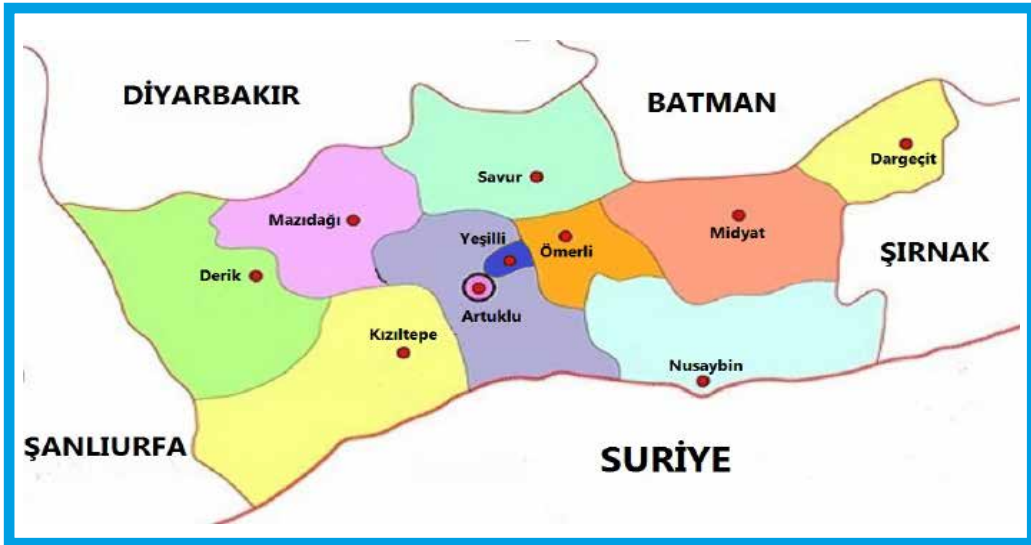 DİYARBAKIR
BATMAN
Dargeçit
Savur
Mazıdağı
Midyat
Yeşilli
Ömerli
ŞIRNAK
Derik
Artuklu
Kızıltepe
Nusaybin
ŞANLIURFA
SURİYE